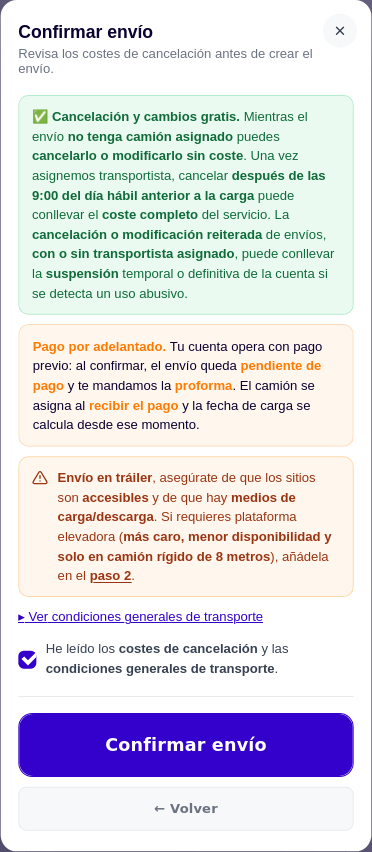 Confirmar envío
×
Revisa los costes de cancelación antes de crear el
envío.
✅ Cancelación y cambios gratis. Mientras el
envío no tenga camión asignado puedes
cancelarlo o modificarlo sin coste. Una vez
asignemos transportista, cancelar después de las
9:00 del día hábil anterior a la carga puede
conllevar el coste completo del servicio. La
cancelación o modificación reiterada de envíos,
con o sin transportista asignado, puede conllevar
la suspensión temporal o definitiva de la cuenta si
se detecta un uso abusivo.
Pago por adelantado. Tu cuenta opera con pago
previo: al confirmar, el envío queda pendiente de
pago y te mandamos la proforma. El camión se
asigna al recibir el pago y la fecha de carga se
calcula desde ese momento.
Envío en tráiler, asegúrate de que los sitios
son accesibles y de que hay medios de
carga/descarga. Si requieres plataforma
elevadora (más caro, menor disponibilidad y
solo en camión rígido de 8 metros), añádela
en el paso 2.
▸ Ver condiciones generales de transporte
He leído los costes de cancelación y las
condiciones generales de transporte.
Confirmar envío
← Volver